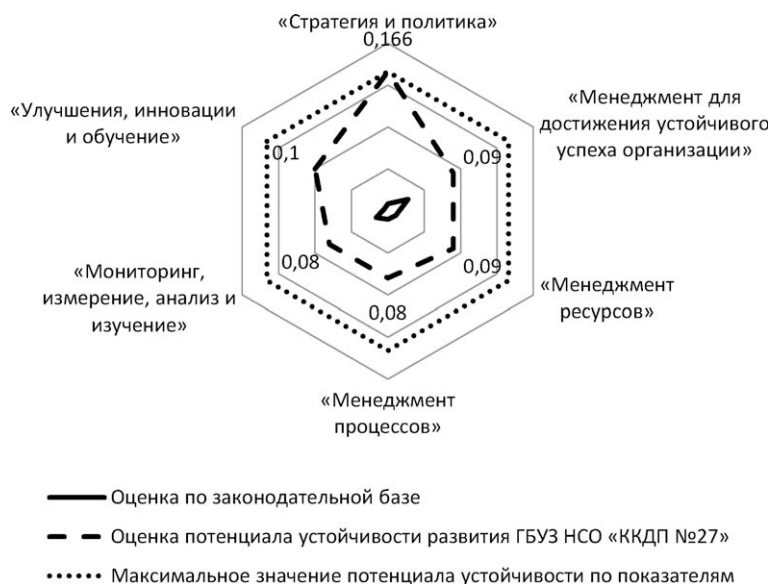 «Стратегия и политика»
0,166
«Менеджмент для
достижения устойчивого
успеха организации»
0,09
«Улучшения, инновации
и обучение»
0,1
«Мониторинг,
измерение, анализ и
изучение»
0,08
0,09
«Менеджмент
ресурсов»
0,08
«Менеджмент
процессов»
Оценка по законодательной базе
Оценка потенциала устойчивости развития ГБУЗ НСО «ККДП №27»
Максимальное значение потенциала устойчивости по показателям